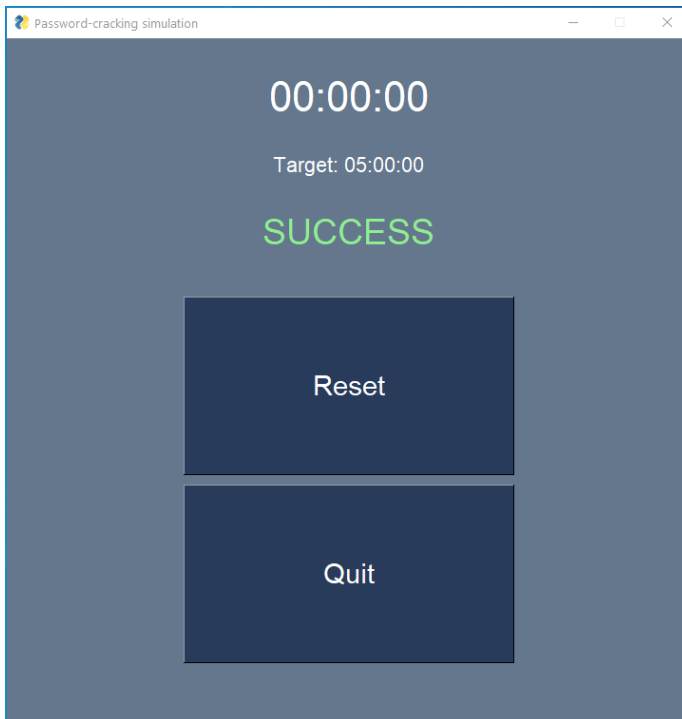 Password-cracking simulation
00:00:00
Target: 05:00:00
SUCCESS
Reset
Quit